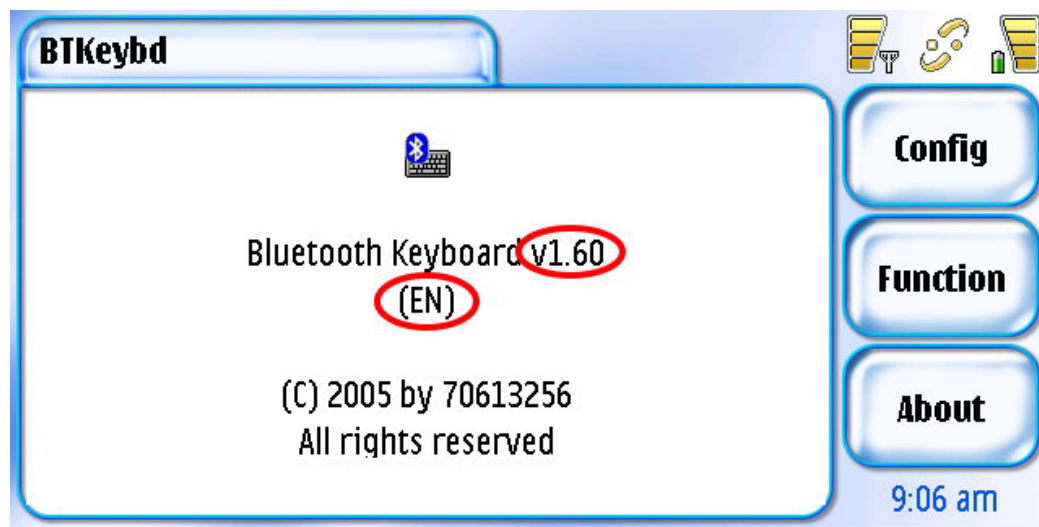 BTKeybd
Bluetooth Keyboard v1.60
(EN)
(C) 2005 by 70613256
All rights reserved
Config
Function
About
9:06 am